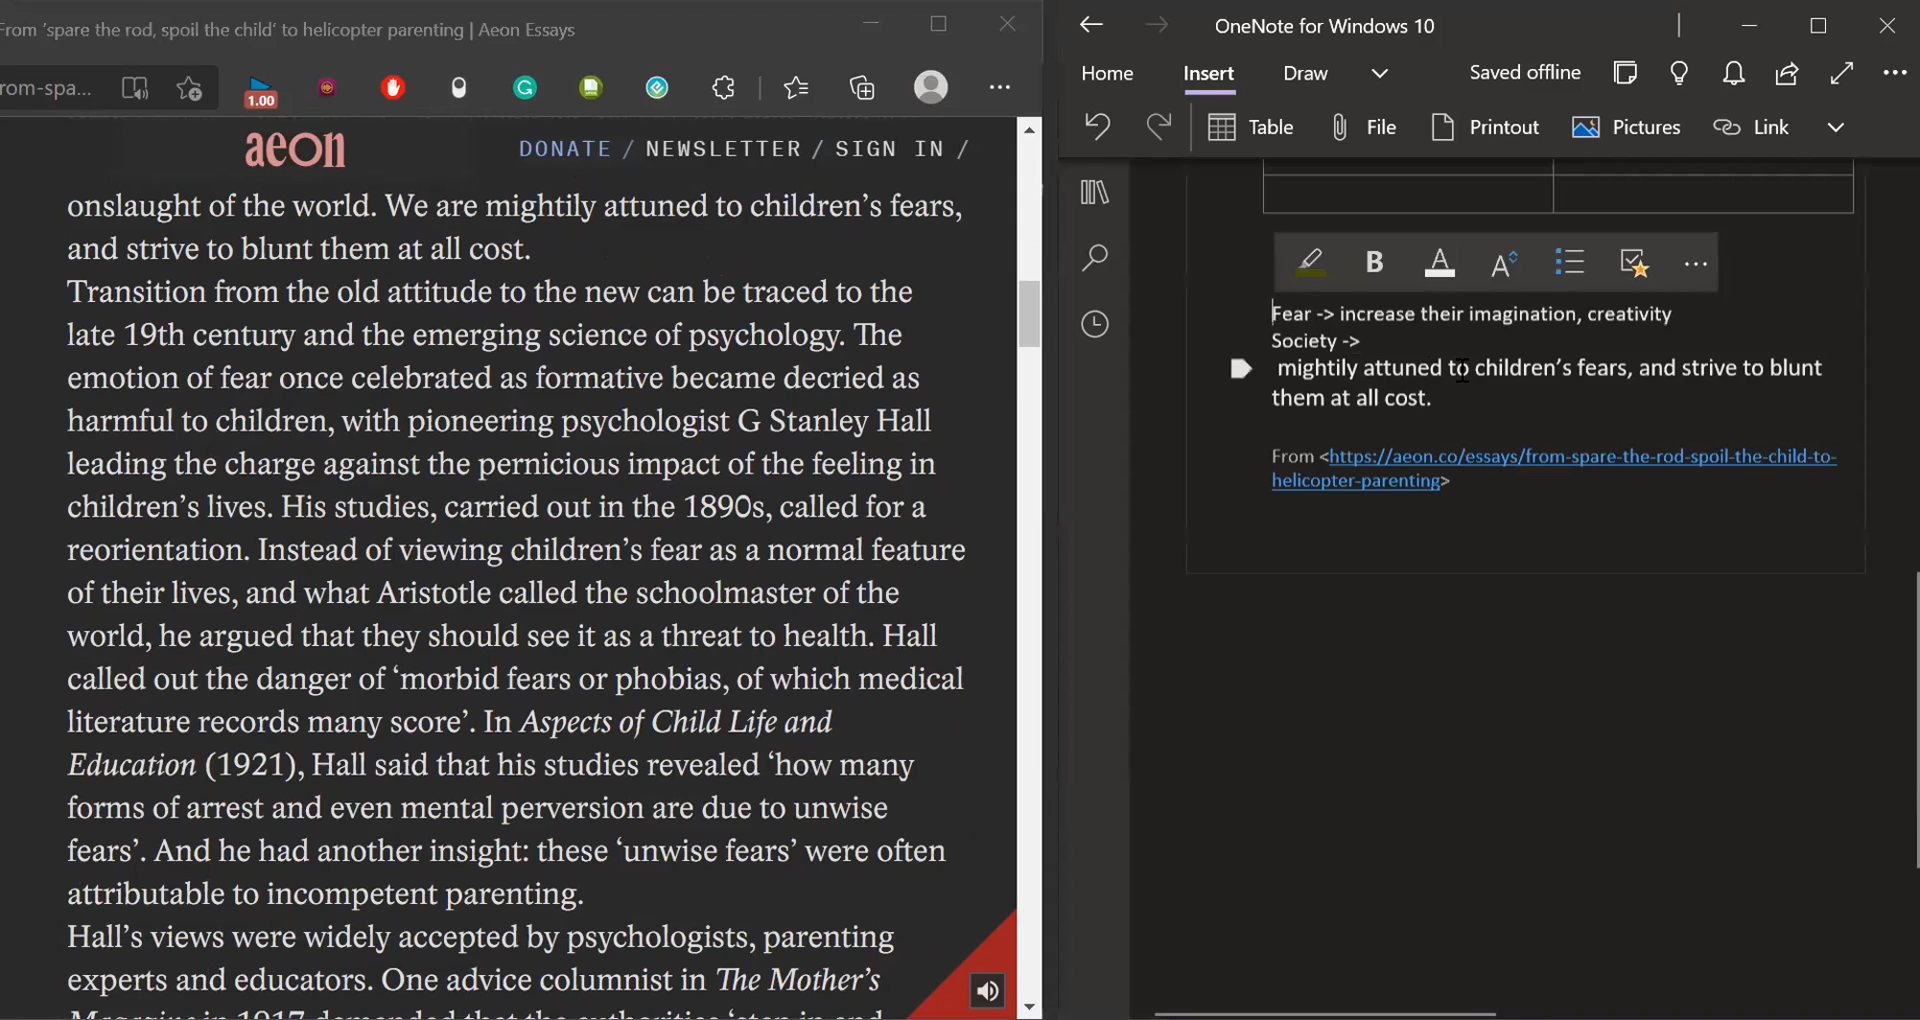 From 'spare the rod, spoil the child' to helicopter parenting | Aeon Essays
rom-spa...
1.00
aeon
DONATE / NEWSLETTER / SIGN IN /
onslaught of the world. We are mightily attuned to children’s fears,
and strive to blunt them at all cost.
Transition from the old attitude to the new can be traced to the
late 19th century and the emerging science of psychology. The
emotion of fear once celebrated as formative became decried as
harmful to children, with pioneering psychologist G Stanley Hall
leading the charge against the pernicious impact of the feeling in
children’s lives. His studies, carried out in the 1890s, called for a
reorientation. Instead of viewing children’s fear as a normal feature
of their lives, and what Aristotle called the schoolmaster of the
world, he argued that they should see it as a threat to health. Hall
called out the danger of ‘morbid fears or phobias, of which medical
literature records many score’. In Aspects of Child Life and
Education (1921), Hall said that his studies revealed ‘how many
forms of arrest and even mental perversion are due to unwise
fears’. And he had another insight: these ‘unwise fears’ were often
attributable to incompetent parenting.
Hall’s views were widely accepted by psychologists, parenting
experts and educators. One advice columnist in The Mother’s
Magazine in 1917 demanded that the authorities ‘step in and
OneNote for Windows 10
Home Insert Draw Saved offline
Table File Printout Pictures Link
B A A
Fear -> increase their imagination, creativity
Society ->
mightily attuned to children’s fears, and strive to blunt
them at all cost.
From <https://aeon.co/essays/from-spare-the-rod-spoil-the-child-to-
helicopter-parenting>